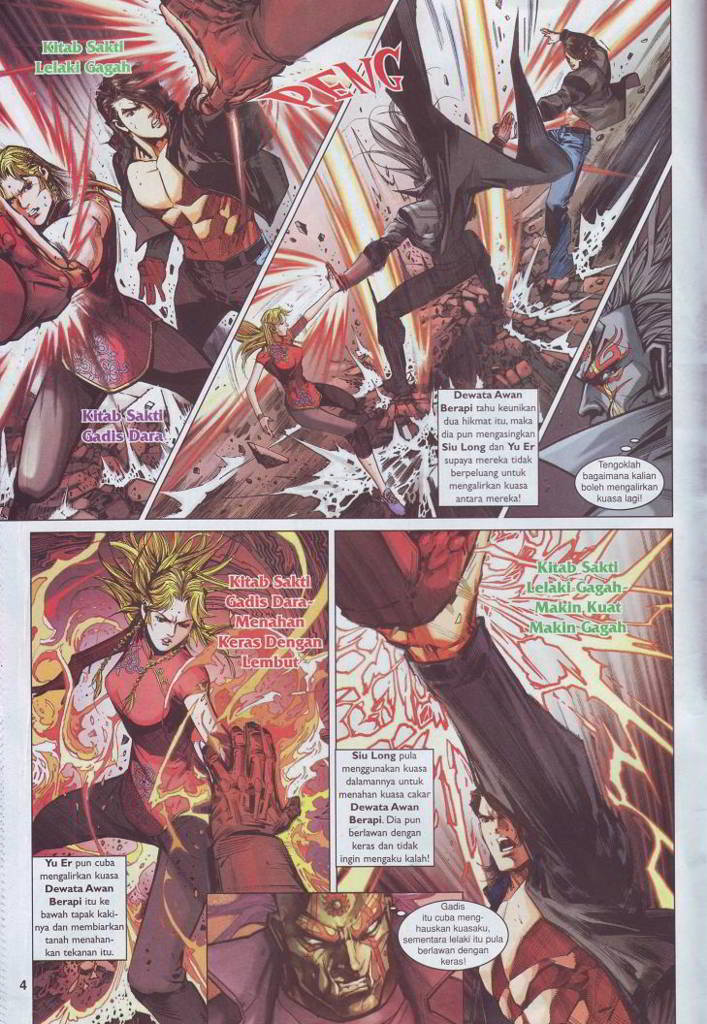 Kitab Sakti
Lelaki Gagah
PENG
Kitab Sakti
Gadis Dara
Dewata Awan
Berapi tahu keunikan
dua hikmat itu, maka
dia pun mengasingkan
Siu Long dan Yu Er
supaya mereka tidak
berpeluang untuk
mengalirkan kuasa
antara mereka!
Tengoklah
bagaimana kalian
boleh mengalirkan
kuasa lagi!
Kitab Sakti
Gadis Dara-
Menahan
Keras Dengan
Lembut
Yu Er pun cuba
mengalirkan kuasa
Dewata Awan
Berapi itu ke
bawah tapak kaki-
nya dan membiarkan
tanah menahan-
kan tekanan itu.
Kitab Sakti
Lelaki Gagah-
Makin Kuat
Makin Gagah
Siu Long pula
menggunakan kuasa
dalamannya untuk
menahan kuasa cakar
Dewata Awan
Berapi. Dia pun
berlawan dengan
keras dan tidak
ingin mengaku kalah!
Gadis
itu cuba meng-
hauskan kuasaku,
sementara lelaki itu pula
berlawan dengan
keras!
4